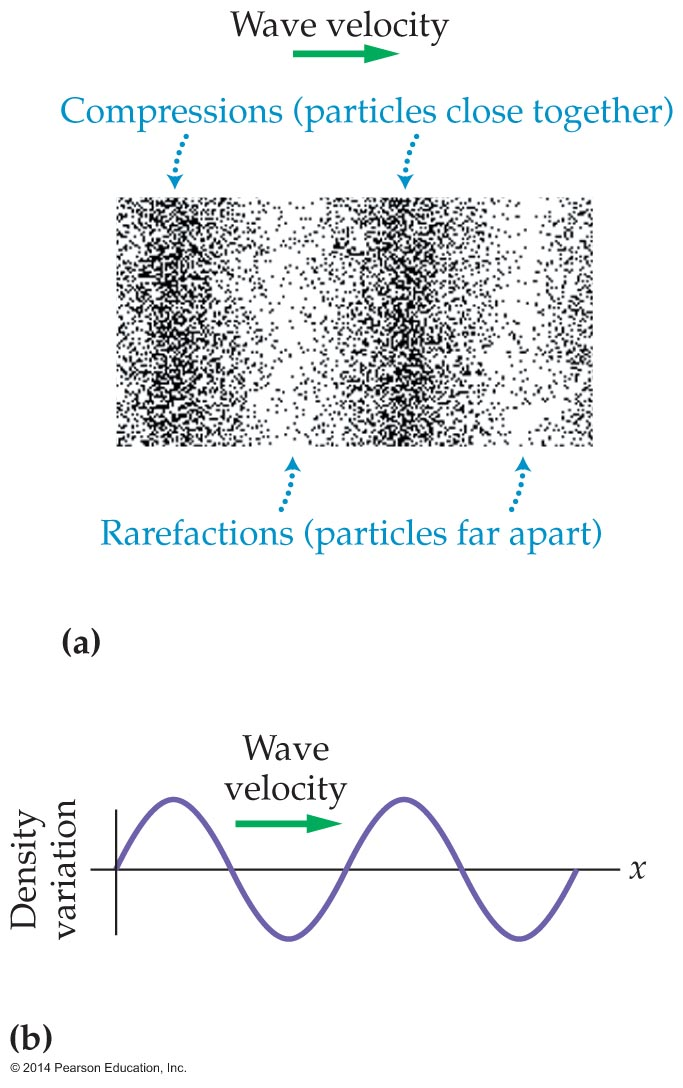 Wave velocity
Compressions (particles close together)
Rarefactions (particles far apart)
(a)
Wave
velocity
Density
variation
x
(b)
© 2014 Pearson Education, Inc.